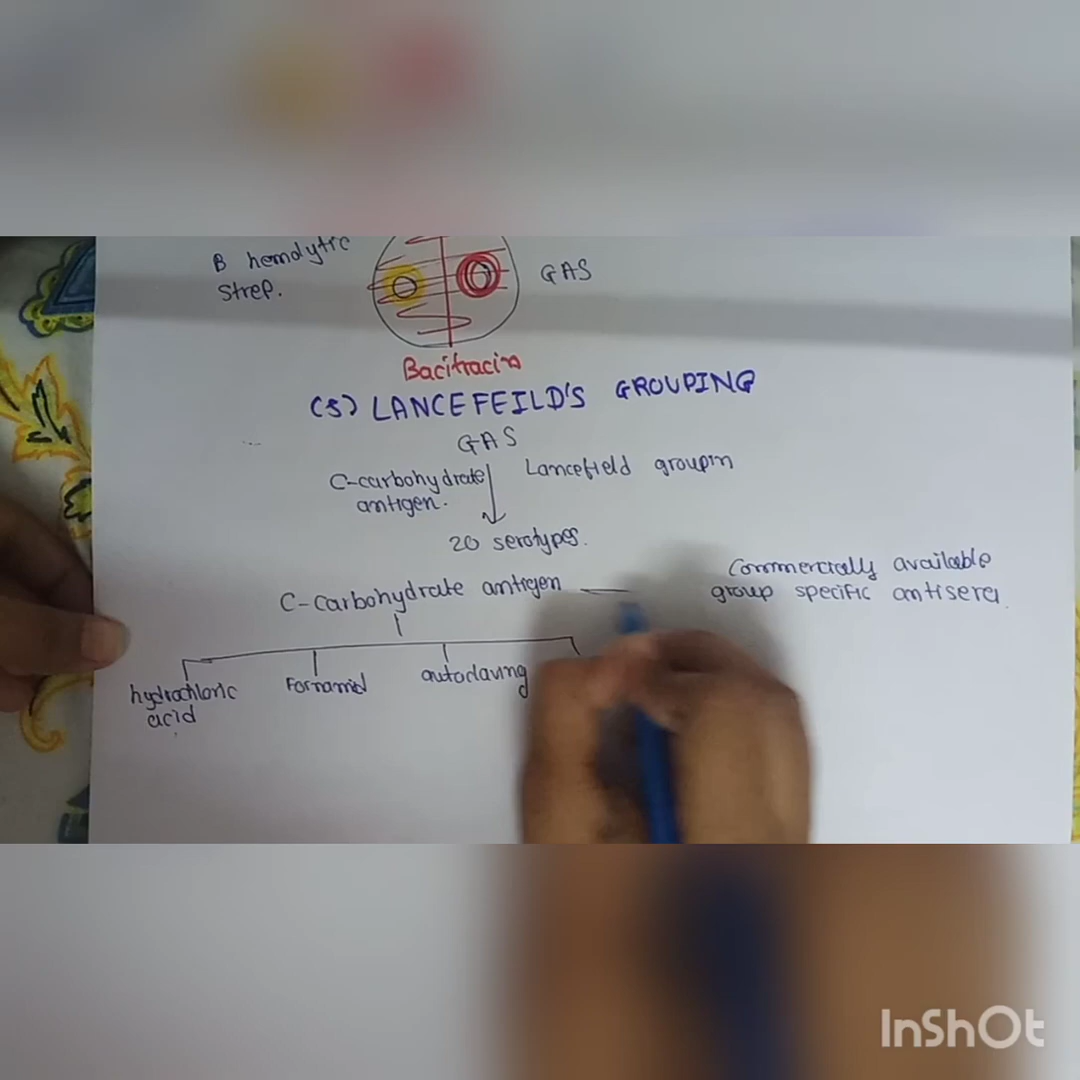 B hemolytic
strep.
GAS
Bacitracin
(5) LANCEFEILD'S GROUPING
GAS
C-carbohydrate
antigen.
Lancefield groupin
20 serotypes.
C-carbohydrate antigen
Commercially available
group specific antisera.
hydrochloric
acid
Formamid
autoclaving
InShOt